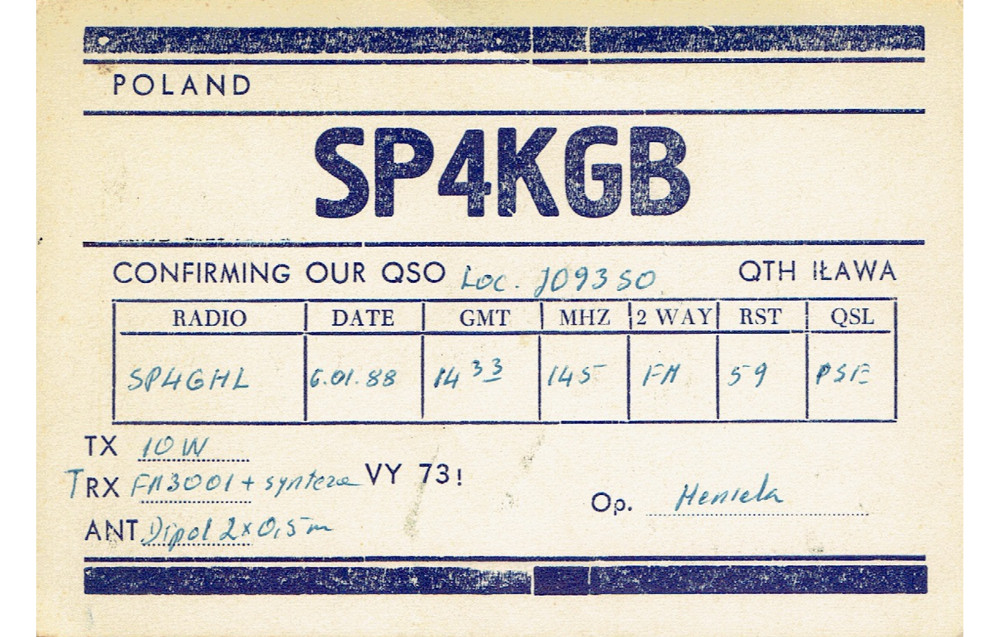 POLAND
SP4KGB
CONFIRMING OUR QSO Loc. JO93SO QTH IŁAWA
RADIO DATE GMT MHZ 2 WAY RST QSL
SP4GHL 6.01.88 14 33 145 FM 59 PSE
TX 10 W
TRX FM3001 + synteza VY 73!
Op. Henieka
ANT Dipol 2x0,5m